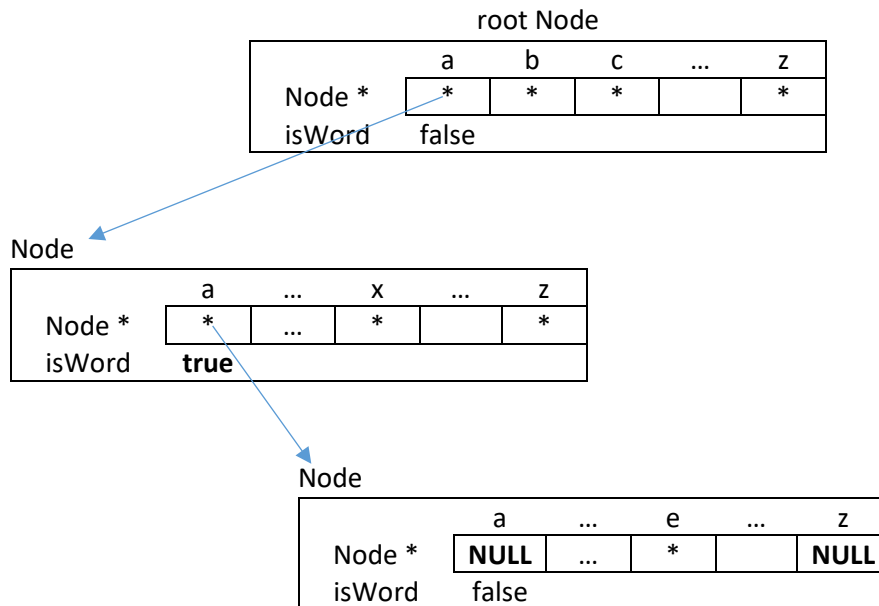 root Node
a b c ... z
Node * * * * *
isWord false
Node
a ... x ... z
Node * * ... * *
isWord true
Node
a ... e ... z
Node * NULL ... * NULL
isWord false